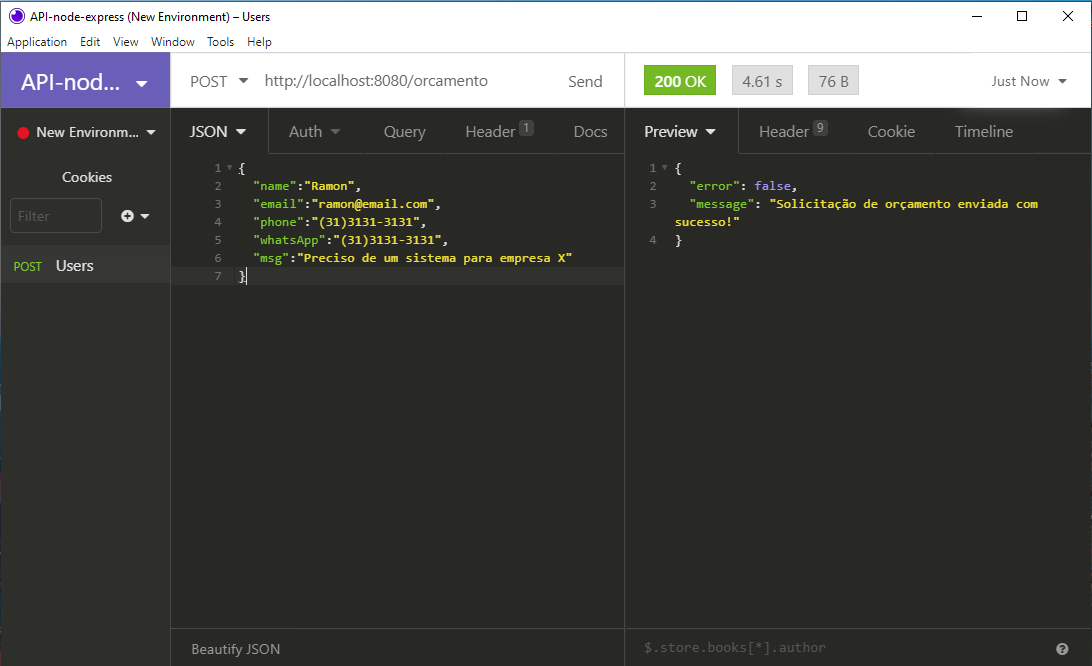 API-node-express (New Environment) – Users
Application Edit View Window Tools Help
API-nod...
POST http://localhost:8080/orcamento Send
200 OK 4.61 s 76 B Just Now
New Environm...
JSON Auth Query Header 1 Docs
Preview Header 9 Cookie Timeline
Cookies
Filter
POST Users
1 {
2 "name":"Ramon",
3 "email":"ramon@email.com",
4 "phone":"(31)3131-3131",
5 "whatsApp":"(31)3131-3131",
6 "msg":"Preciso de um sistema para empresa X"
7 }
1 {
2 "error": false,
3 "message": "Solicitação de orçamento enviada com
sucesso!"
4 }
Beautify JSON
$.store.books[*].author
?